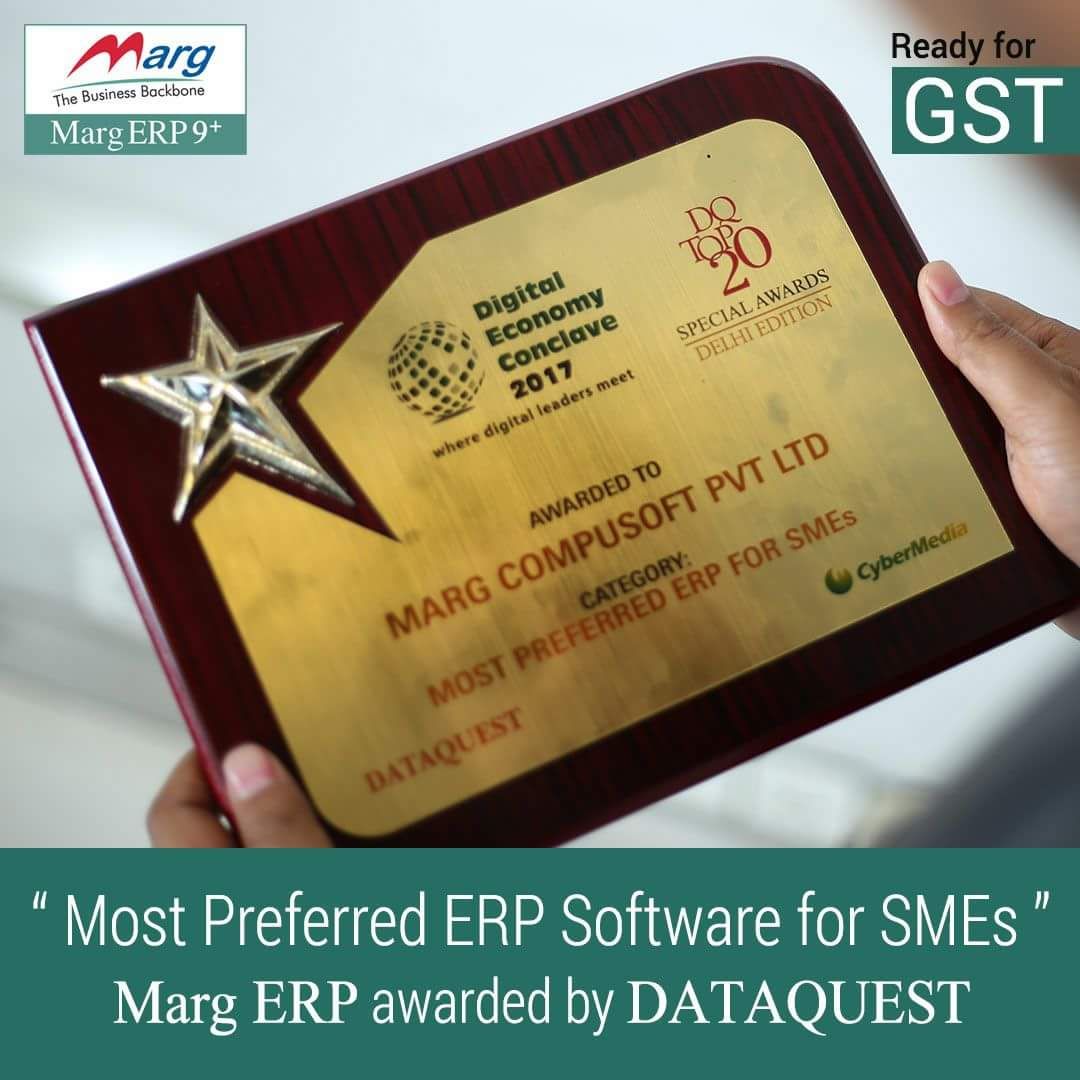 Marg
The Business Backbone
Marg ERP 9+
Ready for
GST
Digital
Economy
Conclave
2017
where digital leaders meet
DQ
TOP
20
SPECIAL AWARDS
DELHI EDITION
AWARDED TO
MARG COMPUSOFT PVT LTD
CATEGORY:
MOST PREFERRED ERP FOR SMEs
DATAQUEST
CyberMedia
“ Most Preferred ERP Software for SMEs ”
Marg ERP awarded by DATAQUEST